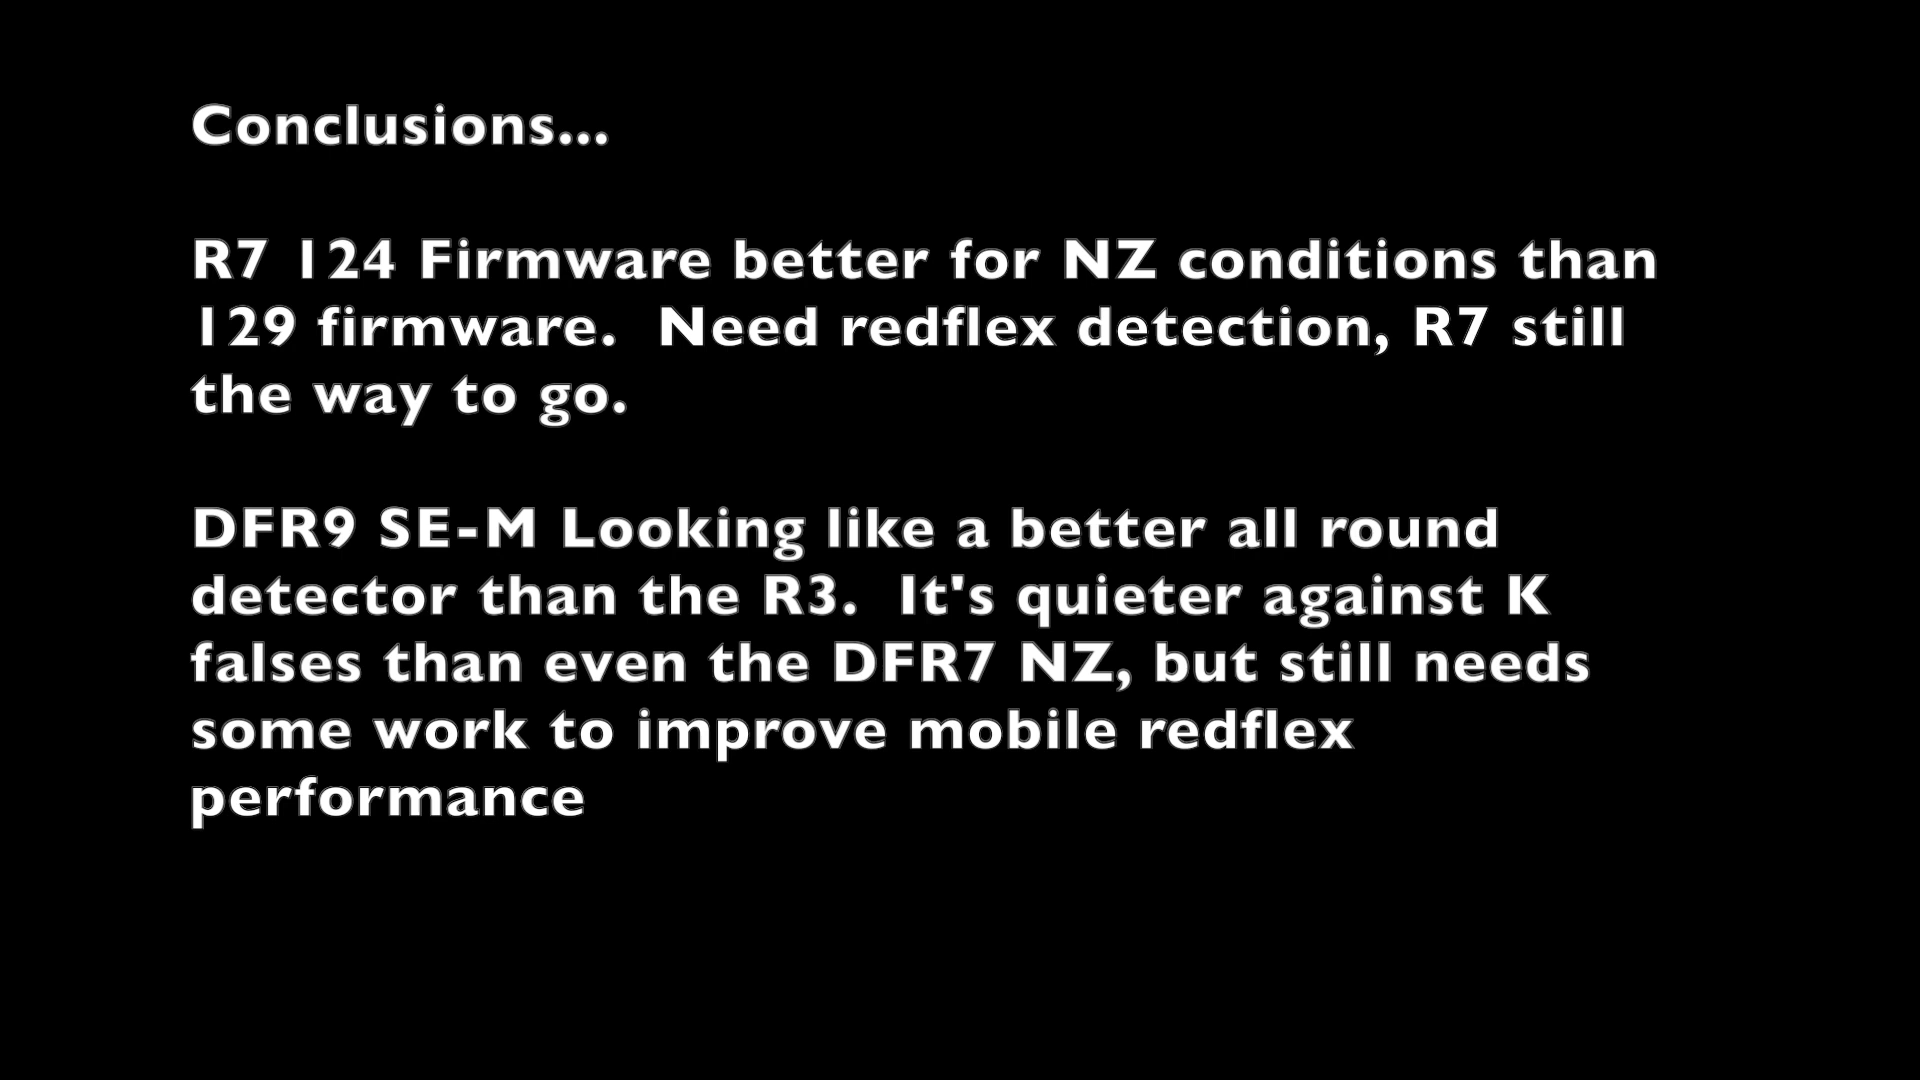 Conclusions...
R7 124 Firmware better for NZ conditions than
129 firmware.  Need redflex detection, R7 still
the way to go.
DFR9 SE-M Looking like a better all round
detector than the R3.  It's quieter against K
falses than even the DFR7 NZ, but still needs
some work to improve mobile redflex
performance